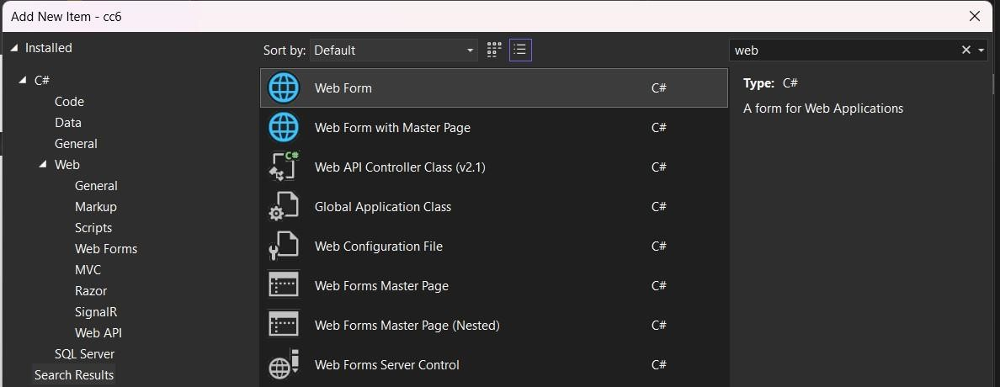 Add New Item - cc6
Installed
Sort by: Default
web
C#
Code
Data
General
Web
General
Markup
Scripts
Web Forms
MVC
Razor
SignalR
Web API
SQL Server
Search Results
Web Form C#
Web Form with Master Page C#
C#
Web API Controller Class (v2.1) C#
Global Application Class C#
Web Configuration File C#
Web Forms Master Page C#
Web Forms Master Page (Nested) C#
Web Forms Server Control C#
Type: C#
A form for Web Applications